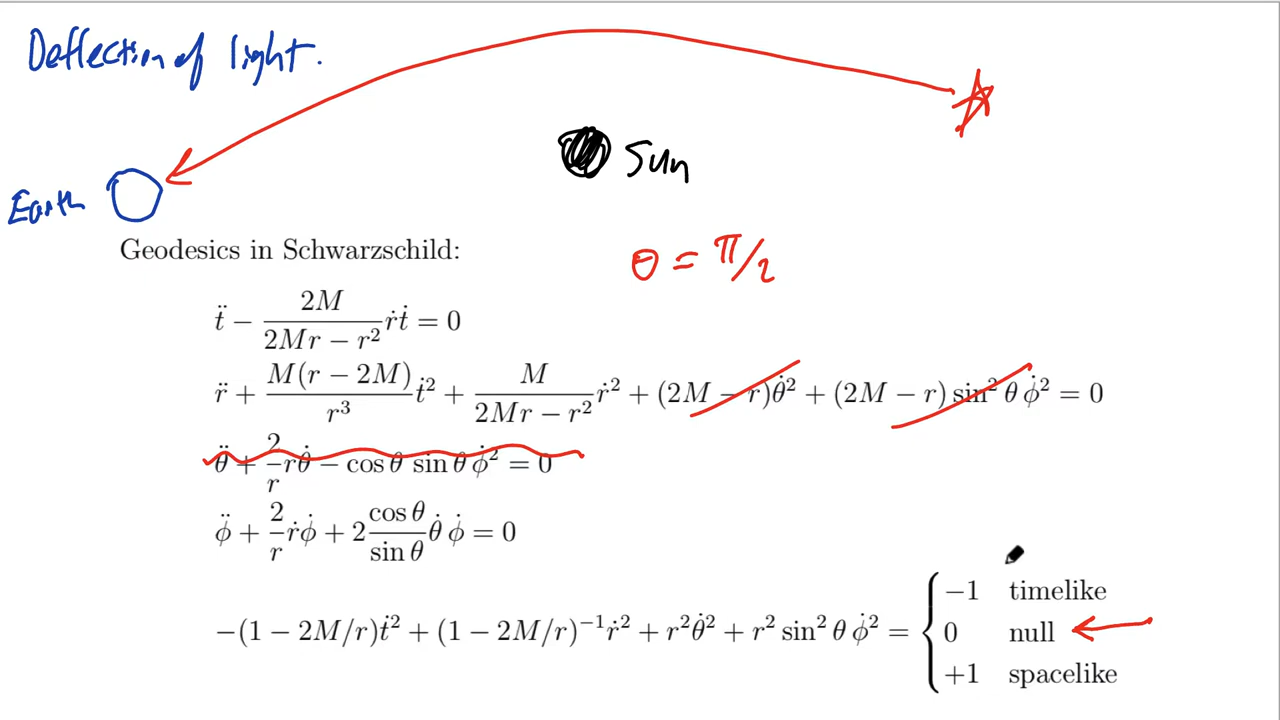 Deflection of light.
Sun
Earth
Geodesics in Schwarzschild:
θ = π/2
ẗ − 2M/(2Mr − r²) ṙṫ = 0
r̈ + M(r − 2M)/r³ ṫ² + M/(2Mr − r²) ṙ² + (2M − r)θ̇² + (2M − r) sin² θ φ̇² = 0
θ̈ + 2/r ṙθ̇ − cos θ sin θ φ̇² = 0
φ̈ + 2/r ṙφ̇ + 2 cos θ/sin θ θ̇ φ̇ = 0
−(1 − 2M/r)ṫ² + (1 − 2M/r)⁻¹ṙ² + r²θ̇² + r² sin² θ φ̇² = { −1 timelike
0 null
+1 spacelike